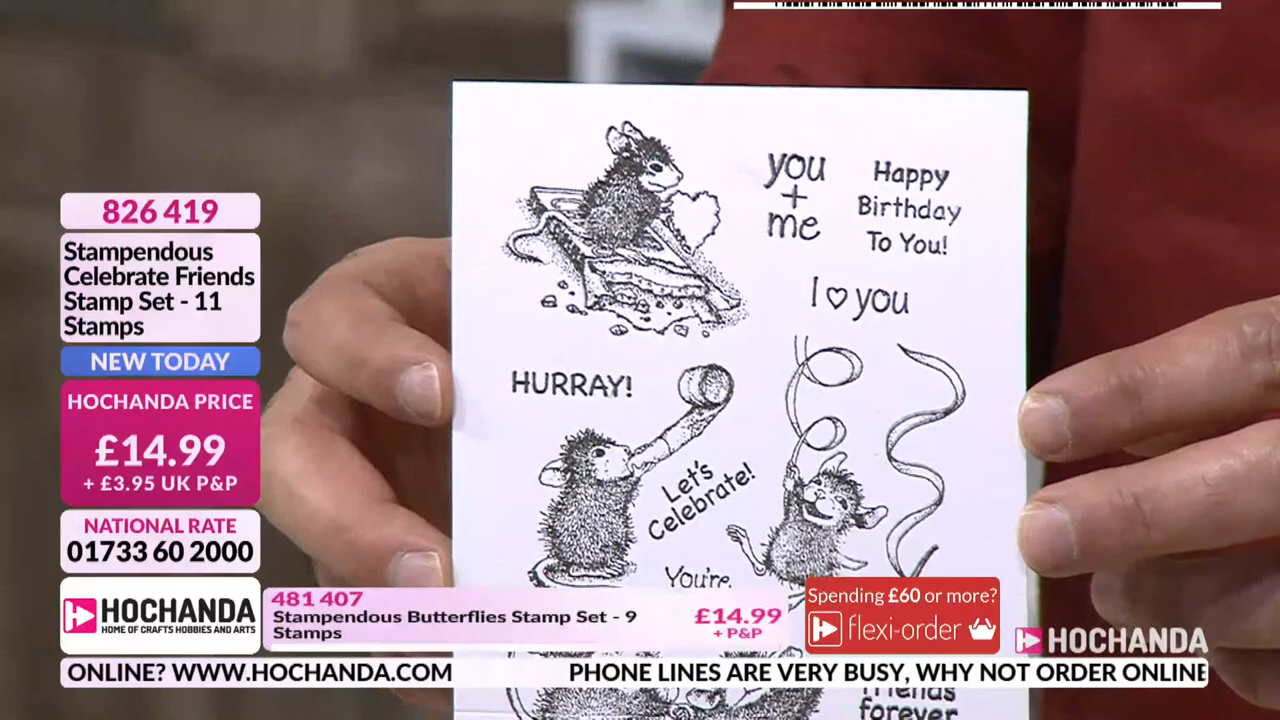 826 419
Stampendous
Celebrate Friends
Stamp Set - 11
Stamps
NEW TODAY
HOCHANDA PRICE
£14.99
+ £3.95 UK P&P
NATIONAL RATE
01733 60 2000
HOCHANDA
HOME OF CRAFTS HOBBIES AND ARTS
you
+
me
Happy
Birthday
To You!
I ♡ you
HURRAY!
Let's
Celebrate!
You're
481 407
Stampendous Butterflies Stamp Set - 9
Stamps
£14.99
+ P&P
Spending £60 or more?
flexi-order
HOCHANDA
friends
forever
ONLINE? WWW.HOCHANDA.COM
PHONE LINES ARE VERY BUSY, WHY NOT ORDER ONLINE